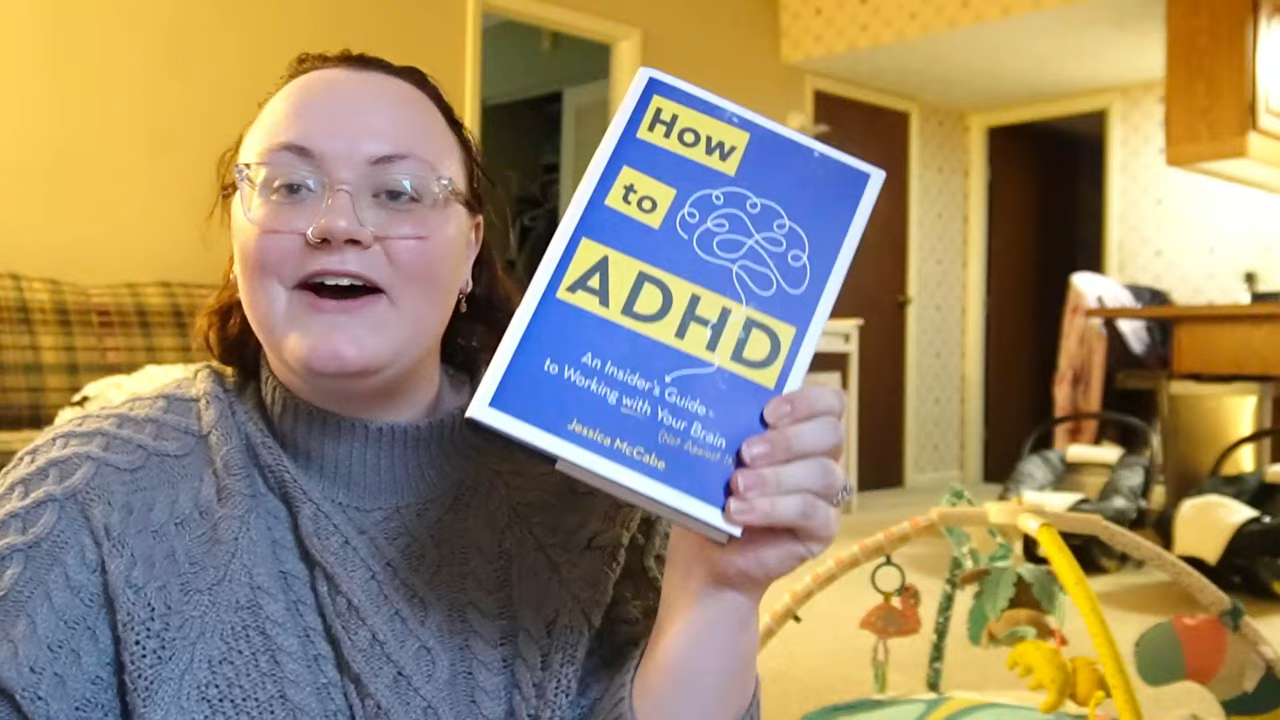 How
to
ADHD
An Insider's Guide
to Working with Your Brain
(Not Against It
Jessica McCabe